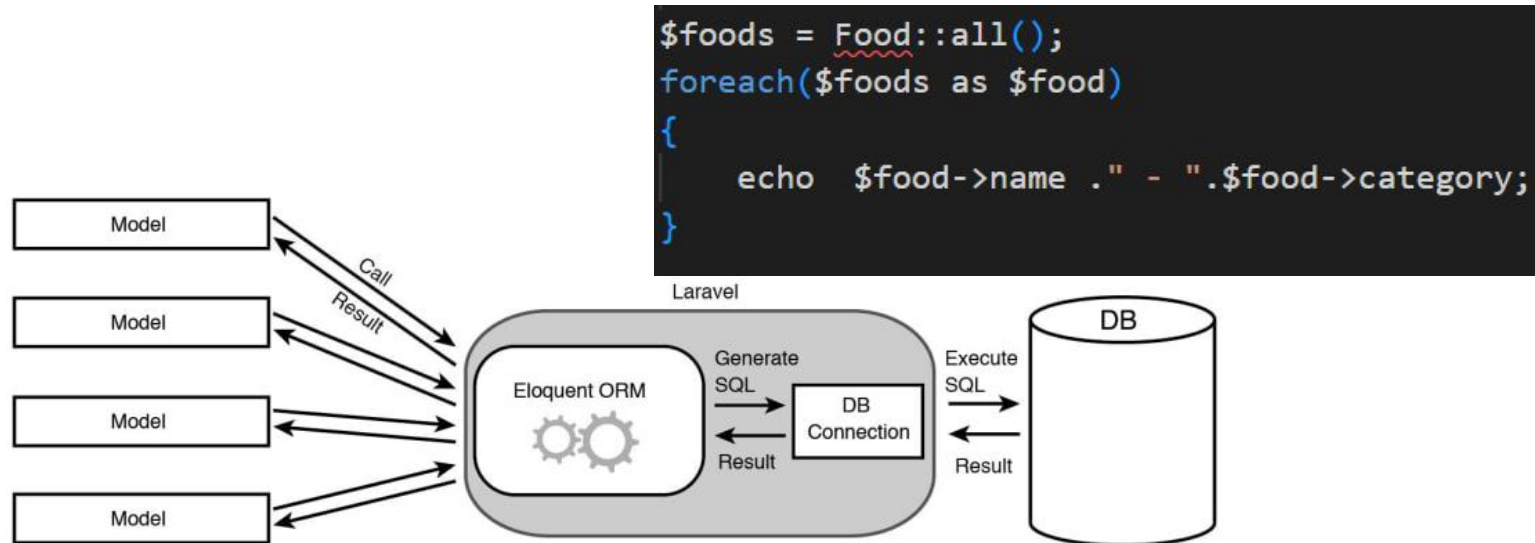 $foods = Food::all();
foreach($foods as $food)
{
    echo  $food->name ." - ".$food->category;
}
Model
Model
Model
Model
Call
Result
Laravel
Eloquent ORM
Generate
SQL
Result
DB
Connection
Execute
SQL
Result
DB